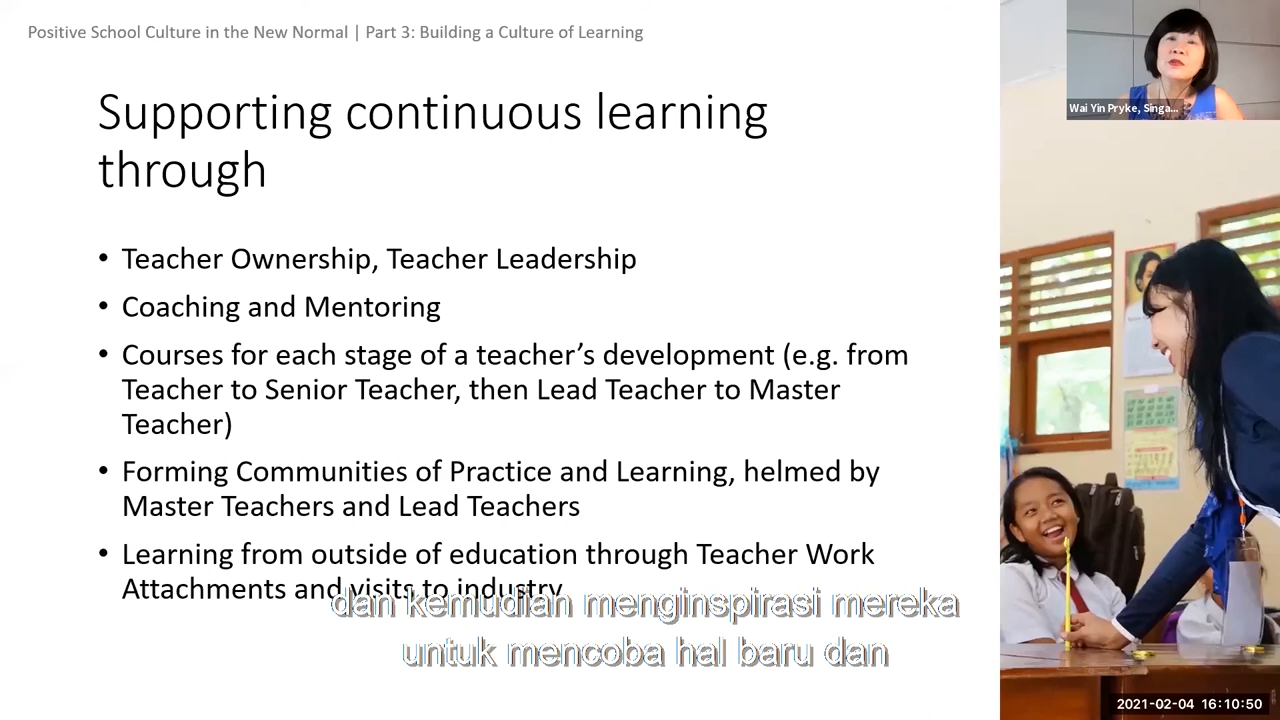 Positive School Culture in the New Normal | Part 3: Building a Culture of Learning
Wai Yin Pryke, Singa...
Supporting continuous learning
through
• Teacher Ownership, Teacher Leadership
• Coaching and Mentoring
• Courses for each stage of a teacher’s development (e.g. from
Teacher to Senior Teacher, then Lead Teacher to Master
Teacher)
• Forming Communities of Practice and Learning, helmed by
Master Teachers and Lead Teachers
• Learning from outside of education through Teacher Work
Attachments and visits to industry
dan kemudian menginspirasi mereka
untuk mencoba hal baru dan
2021-02-04 16:10:50